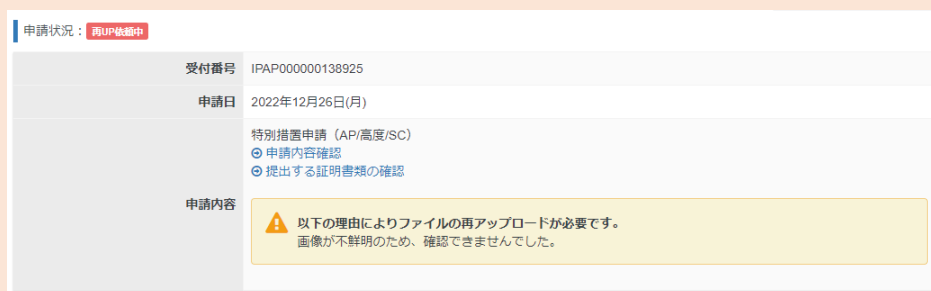 申請状況：再UP依頼中
受付番号 IPAP000000138925
申請日 2022年12月26日(月)
特別措置申請（AP/高度/SC）
申請内容確認
提出する証明書類の確認
申請内容
以下の理由によりファイルの再アップロードが必要です。
画像が不鮮明のため、確認できませんでした。